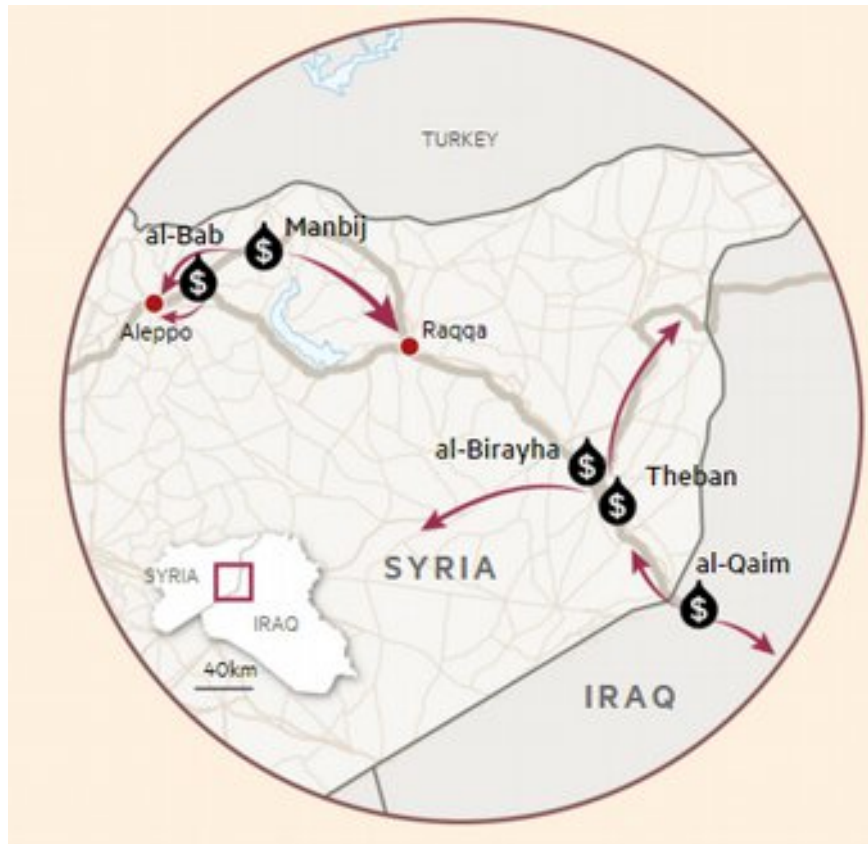 TURKEY
al-Bab
Manbij
$
$
Aleppo
Raqqa
al-Birayha
$
Theban
$
SYRIA
al-Qaim
$
SYRIA
IRAQ
40km
IRAQ